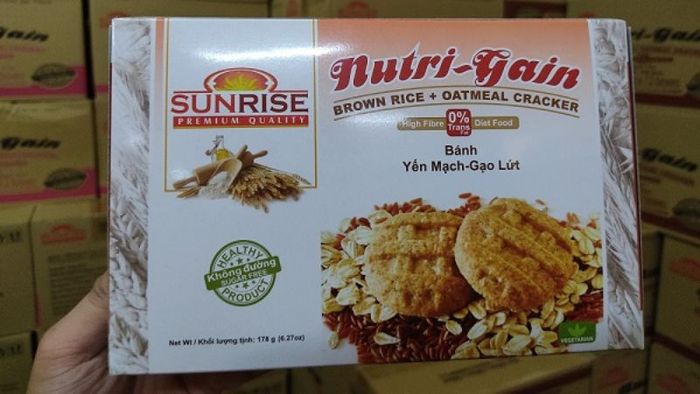 SUNRISE
PREMIUM QUALITY
Nutri-Gain
BROWN RICE + OATMEAL CRACKER
High Fibre 0% Trans Fat Diet Food
Bánh
Yến Mạch-Gạo Lứt
HEALTHY
Không đường
SUGAR FREE
PRODUCT
Net Wt / Khối lượng tịnh: 178 g (6.27oz)
VEGETARIAN